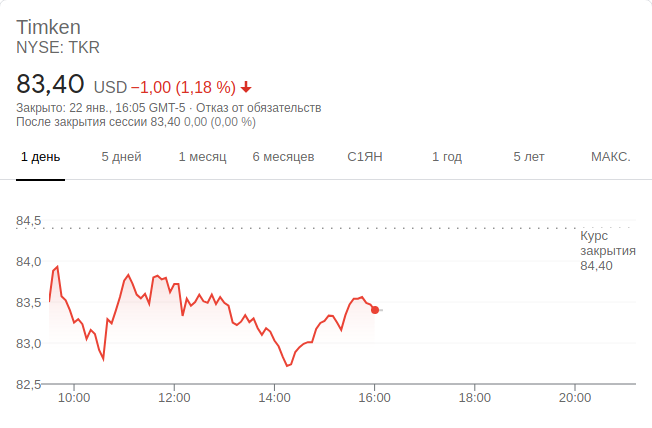 Timken
NYSE: TKR
83,40 USD −1,00 (1,18 %)
Закрыто: 22 янв., 16:05 GMT-5 · Отказ от обязательств
После закрытия сессии 83,40 0,00 (0,00 %)
1 день 5 дней 1 месяц 6 месяцев С1ЯН 1 год 5 лет МАКС.
84,5
Курс
закрытия
84,40
84,0
83,5
83,0
82,5
10:00 12:00 14:00 16:00 18:00 20:00